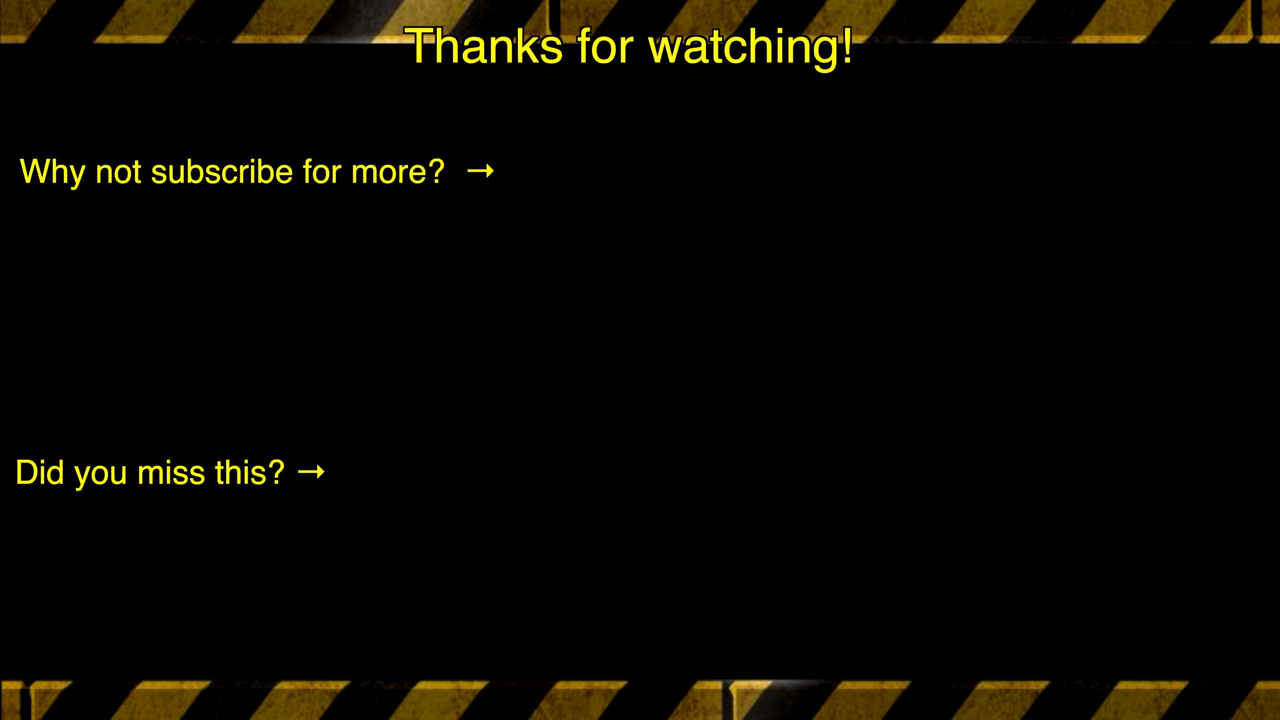 Thanks for watching!
Why not subscribe for more? →
Did you miss this? →